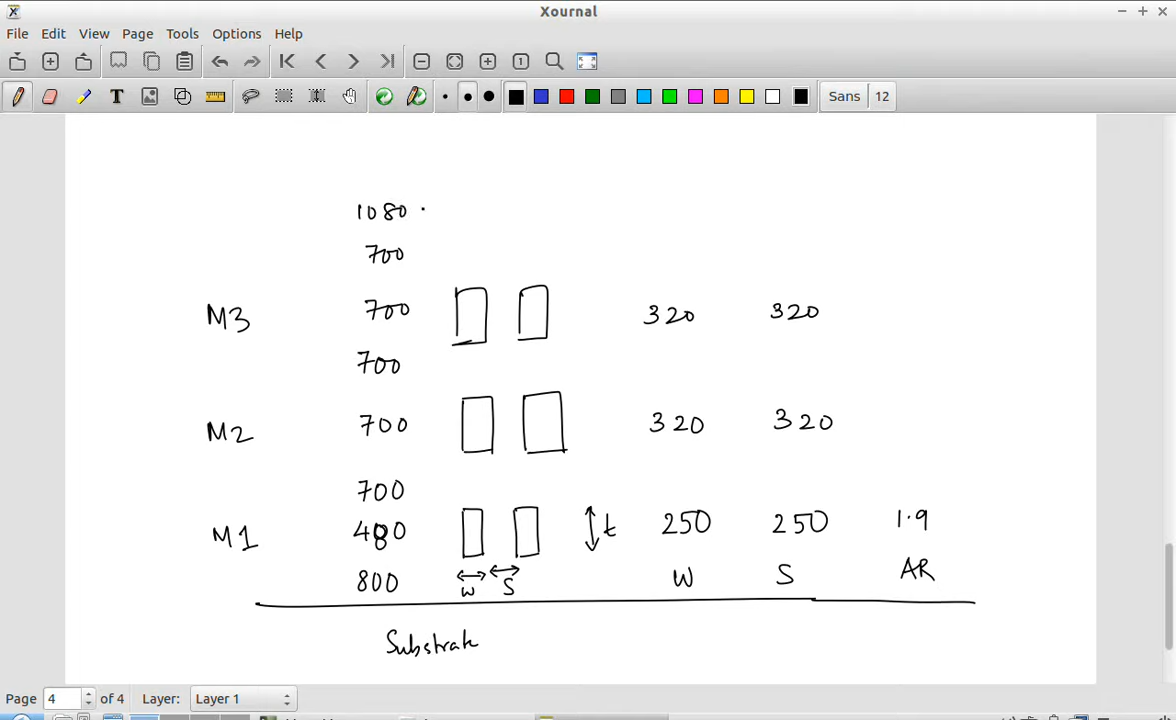 Xournal
File Edit View Page Tools Options Help
Sans 12
1080
700
M3 700 320 320
700
M2 700 320 320
700
M1 480 t 250 250 1.9
800 W S W S AR
Substrate
Page 4 of 4 Layer: Layer 1